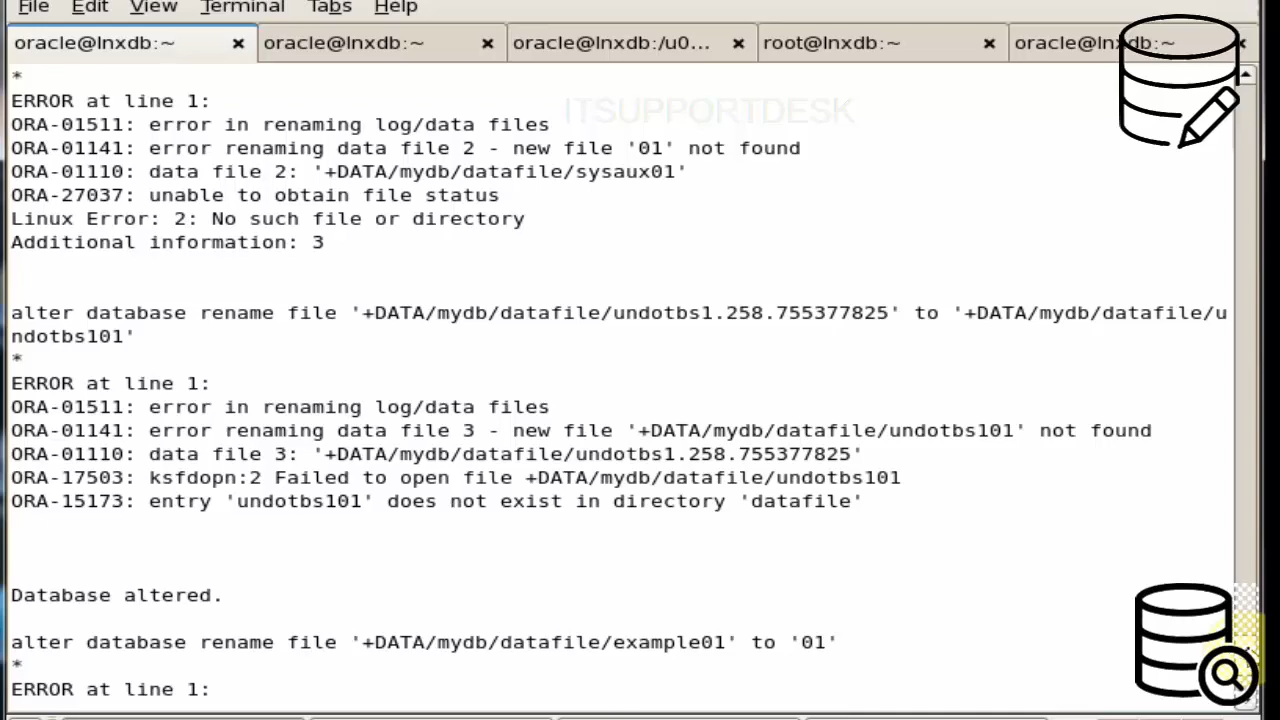 File Edit View Terminal Tabs Help
oracle@lnxdb:~ oracle@lnxdb:~ oracle@lnxdb:/u0... root@lnxdb:~ oracle@lnxdb:~
*
ERROR at line 1:
ITSUPPORTDESK
ORA-01511: error in renaming log/data files
ORA-01141: error renaming data file 2 - new file '01' not found
ORA-01110: data file 2: '+DATA/mydb/datafile/sysaux01'
ORA-27037: unable to obtain file status
Linux Error: 2: No such file or directory
Additional information: 3
alter database rename file '+DATA/mydb/datafile/undotbs1.258.755377825' to '+DATA/mydb/datafile/u
ndotbs101'
*
ERROR at line 1:
ORA-01511: error in renaming log/data files
ORA-01141: error renaming data file 3 - new file '+DATA/mydb/datafile/undotbs101' not found
ORA-01110: data file 3: '+DATA/mydb/datafile/undotbs1.258.755377825'
ORA-17503: ksfdopn:2 Failed to open file +DATA/mydb/datafile/undotbs101
ORA-15173: entry 'undotbs101' does not exist in directory 'datafile'
Database altered.
alter database rename file '+DATA/mydb/datafile/example01' to '01'
*
ERROR at line 1: